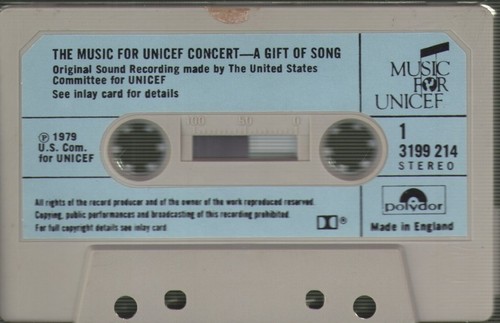 THE MUSIC FOR UNICEF CONCERT—A GIFT OF SONG
Original Sound Recording made by The United States
Committee for UNICEF
See inlay card for details
MUSIC
FOR
UNICEF
℗ 1979
U.S. Com.
for UNICEF
100 50 0
1
3199 214
STEREO
polydor
Made in England
All rights of the record producer and of the owner of the work reproduced reserved.
Copying, public performances and broadcasting of this recording prohibited.
For full copyright details see inlay card.